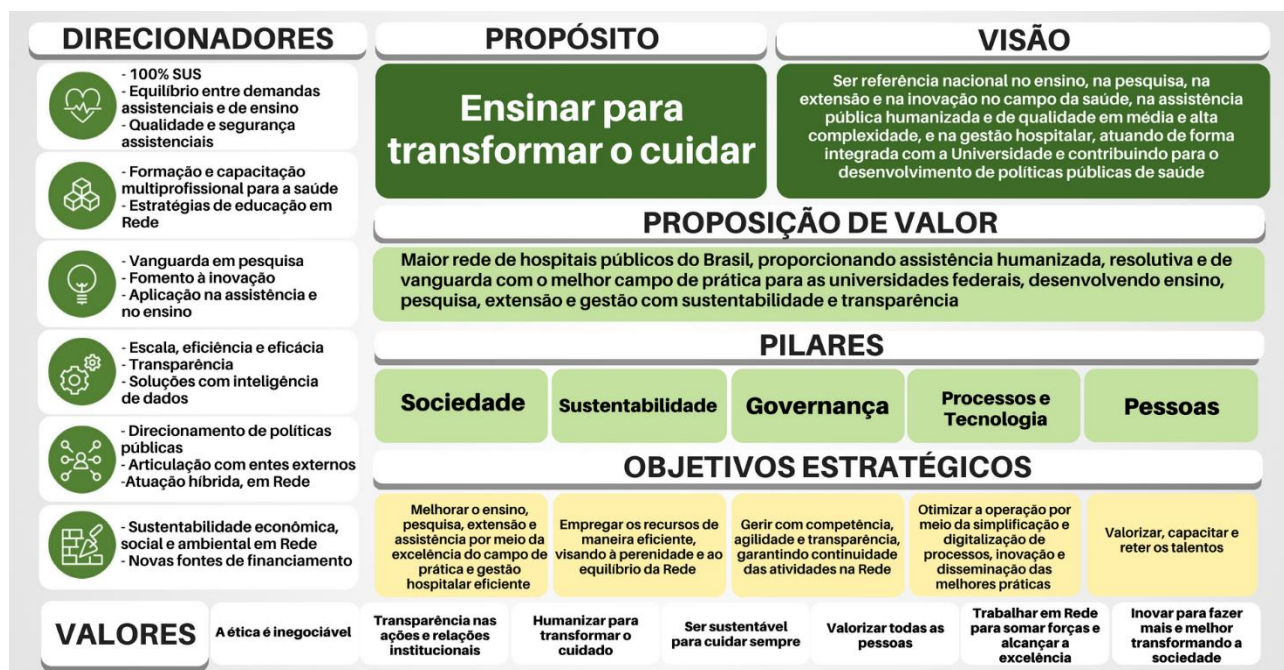 DIRECIONADORES
- 100% SUS
- Equilíbrio entre demandas
assistenciais e de ensino
- Qualidade e segurança
assistenciais
- Formação e capacitação
multiprofissional para a saúde
- Estratégias de educação em
Rede
- Vanguarda em pesquisa
- Fomento à inovação
- Aplicação na assistência e
no ensino
- Escala, eficiência e eficácia
- Transparência
- Soluções com inteligência
de dados
- Direcionamento de políticas
públicas
- Articulação com entes externos
-Atuação híbrida, em Rede
- Sustentabilidade econômica,
social e ambiental em Rede
- Novas fontes de financiamento
PROPÓSITO
Ensinar para
transformar o cuidar
VISÃO
Ser referência nacional no ensino, na pesquisa, na
extensão e na inovação no campo da saúde, na assistência
pública humanizada e de qualidade em média e alta
complexidade, e na gestão hospitalar, atuando de forma
integrada com a Universidade e contribuindo para o
desenvolvimento de políticas públicas de saúde
PROPOSIÇÃO DE VALOR
Maior rede de hospitais públicos do Brasil, proporcionando assistência humanizada, resolutiva e de
vanguarda com o melhor campo de prática para as universidades federais, desenvolvendo ensino,
pesquisa, extensão e gestão com sustentabilidade e transparência
PILARES
Sociedade
Sustentabilidade
Governança
Processos e
Tecnologia
Pessoas
OBJETIVOS ESTRATÉGICOS
Melhorar o ensino,
pesquisa, extensão e
assistência por meio da
excelência do campo de
prática e gestão
hospitalar eficiente
Empregar os recursos de
maneira eficiente,
visando à perenidade e ao
equilíbrio da Rede
Gerir com competência,
agilidade e transparência,
garantindo continuidade
das atividades na Rede
Otimizar a operação por
meio da simplificação e
digitalização de
processos, inovação e
disseminação das
melhores práticas
Valorizar, capacitar e
reter os talentos
VALORES
A ética é inegociável
Transparência nas
ações e relações
institucionais
Humanizar para
transformar o
cuidado
Ser sustentável
para cuidar sempre
Valorizar todas as
pessoas
Trabalhar em Rede
para somar forças e
alcançar a
excelência
Inovar para fazer
mais e melhor
transformando a
sociedade